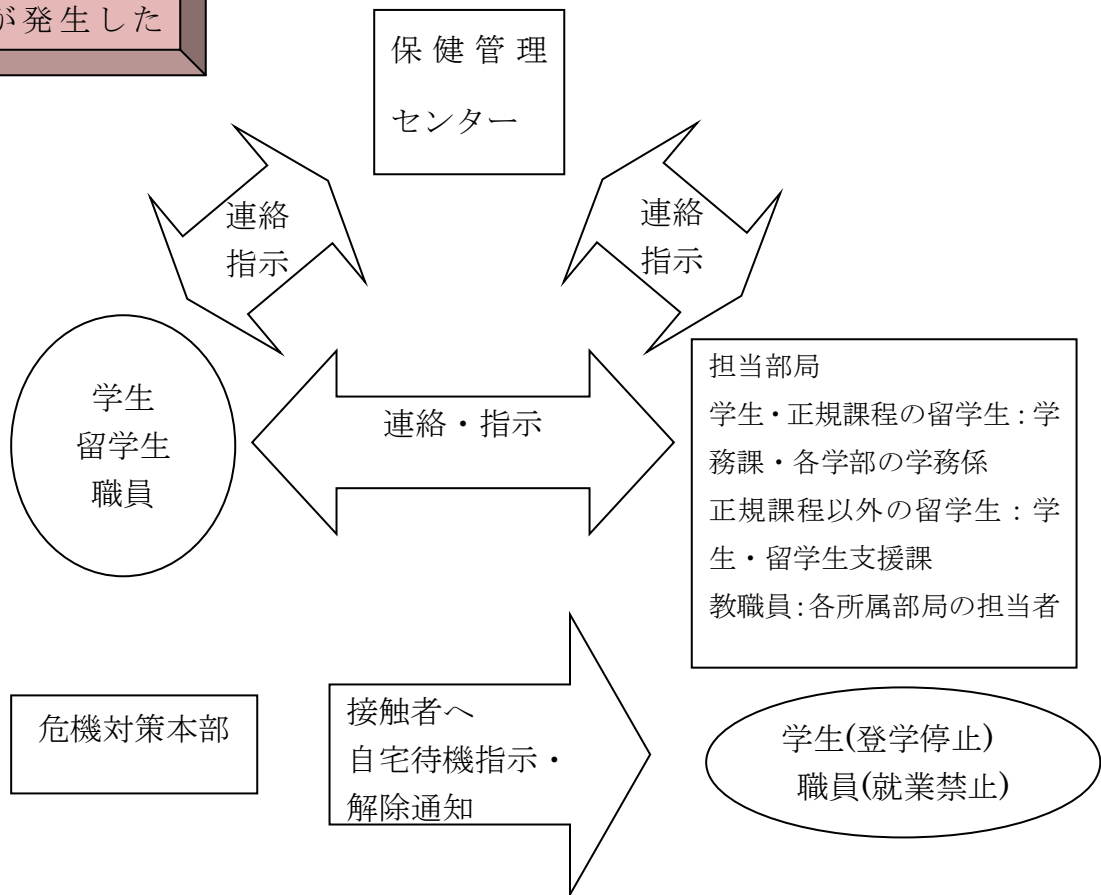 が発生した
保健管理
センター
連絡
指示
連絡
指示
学生
留学生
職員
連絡・指示
担当部局
学生・正規課程の留学生：学
務課・各学部の学務係
正規課程以外の留学生：学
生・留学生支援課
教職員：各所属部局の担当者
危機対策本部
接触者へ
自宅待機指示・
解除通知
学生(登学停止)
職員(就業禁止)